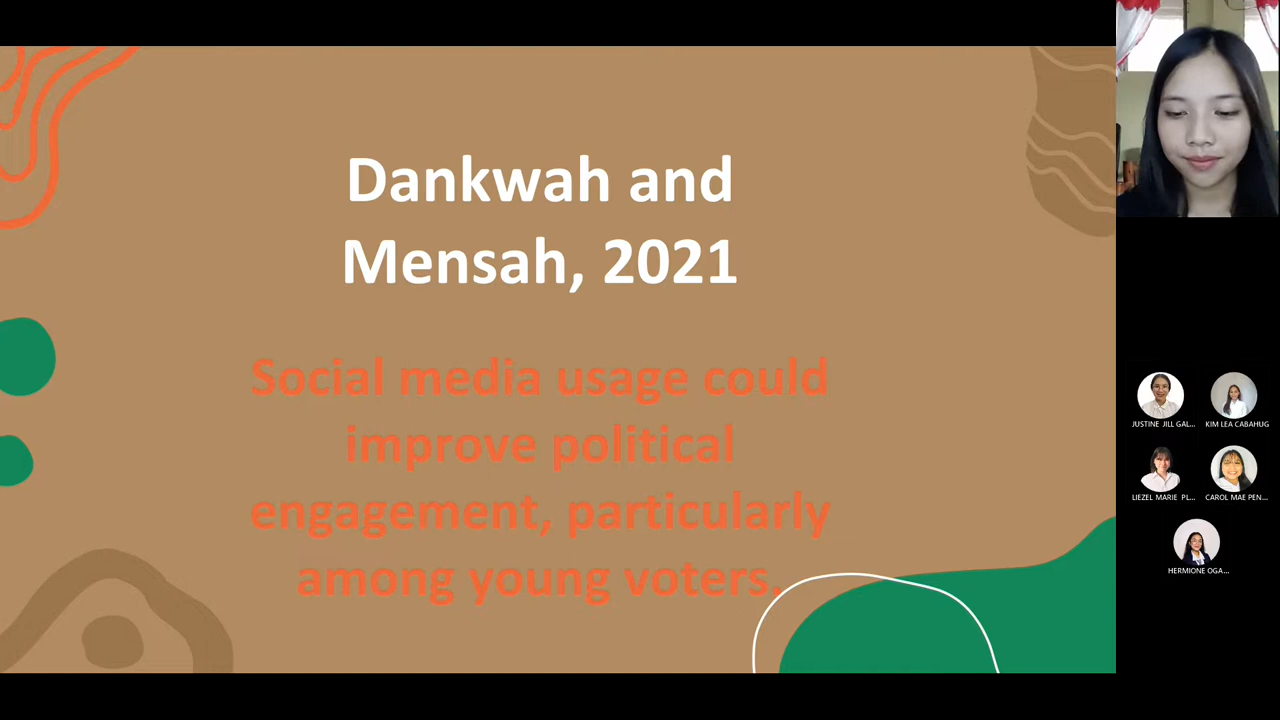 Dankwah and
Mensah, 2021
Social media usage could
improve political
engagement, particularly
among young voters.
JUSTINE JILL GAL...
KIM LEA CABAHUG
LIEZEL MARIE PL...
CAROL MAE PEN...
HERMIONE OGA...